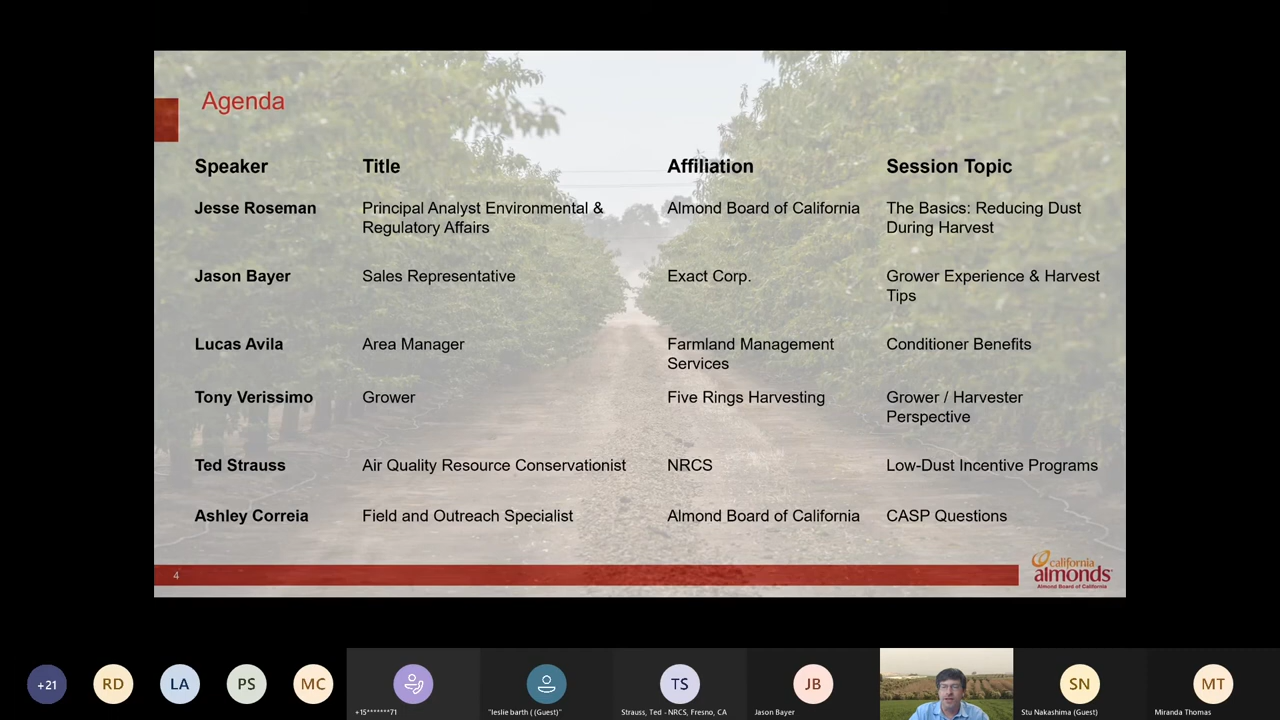 Agenda
Speaker Title Affiliation Session Topic
Jesse Roseman Principal Analyst Environmental & Almond Board of California The Basics: Reducing Dust
Regulatory Affairs During Harvest
Jason Bayer Sales Representative Exact Corp. Grower Experience & Harvest
Tips
Lucas Avila Area Manager Farmland Management Conditioner Benefits
Services
Tony Verissimo Grower Five Rings Harvesting Grower / Harvester
Perspective
Ted Strauss Air Quality Resource Conservationist NRCS Low-Dust Incentive Programs
Ashley Correia Field and Outreach Specialist Almond Board of California CASP Questions
4
california
almonds
Almond Board of California
+21 RD LA PS MC TS JB SN MT
+15*******71 "leslie barth ( (Guest)" Strauss, Ted - NRCS, Fresno, CA Jason Bayer Stu Nakashima (Guest) Miranda Thomas